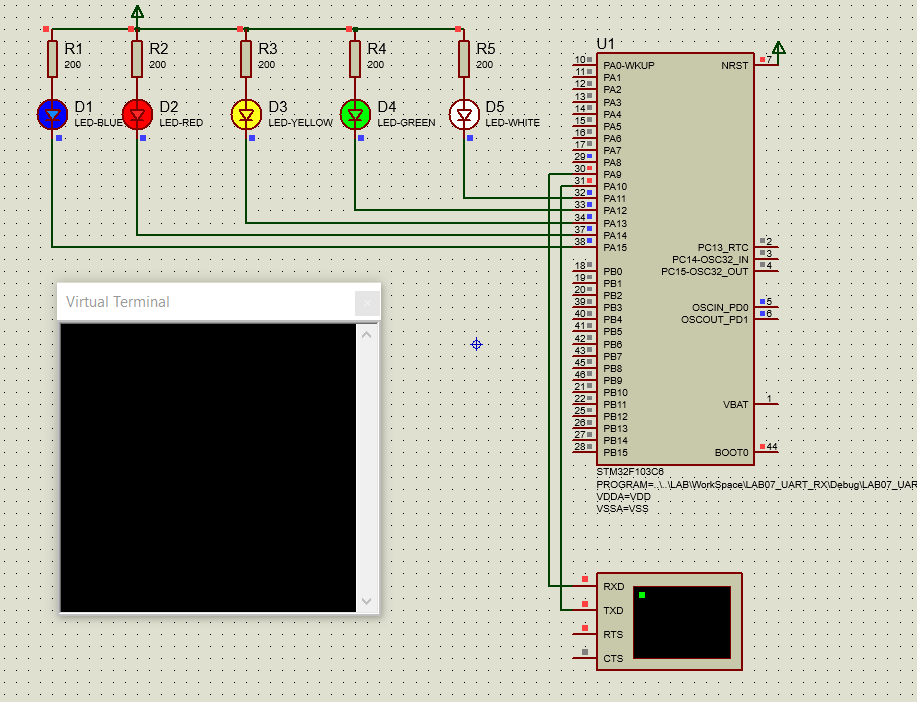 R1
200
R2
200
R3
200
R4
200
R5
200
D1
LED-BLUE
D2
LED-RED
D3
LED-YELLOW
D4
LED-GREEN
D5
LED-WHITE
Virtual Terminal
U1
10 PA0-WKUP
11 PA1
12 PA2
13 PA3
14 PA4
15 PA5
16 PA6
17 PA7
29 PA8
30 PA9
31 PA10
32 PA11
33 PA12
34 PA13
37 PA14
38 PA15
18 PB0
19 PB1
20 PB2
39 PB3
40 PB4
41 PB5
42 PB6
43 PB7
45 PB8
46 PB9
21 PB10
22 PB11
25 PB12
26 PB13
27 PB14
28 PB15
NRST 7
PC13_RTC 2
PC14-OSC32_IN 3
PC15-OSC32_OUT 4
OSCIN_PD0 5
OSCOUT_PD1 6
VBAT 1
BOOT0 44
STM32F103C6
PROGRAM=..\..\LAB\WorkSpace\LAB07_UART_RX\Debug\LAB07_UAR
VDDA=VDD
VSSA=VSS
RXD
TXD
RTS
CTS